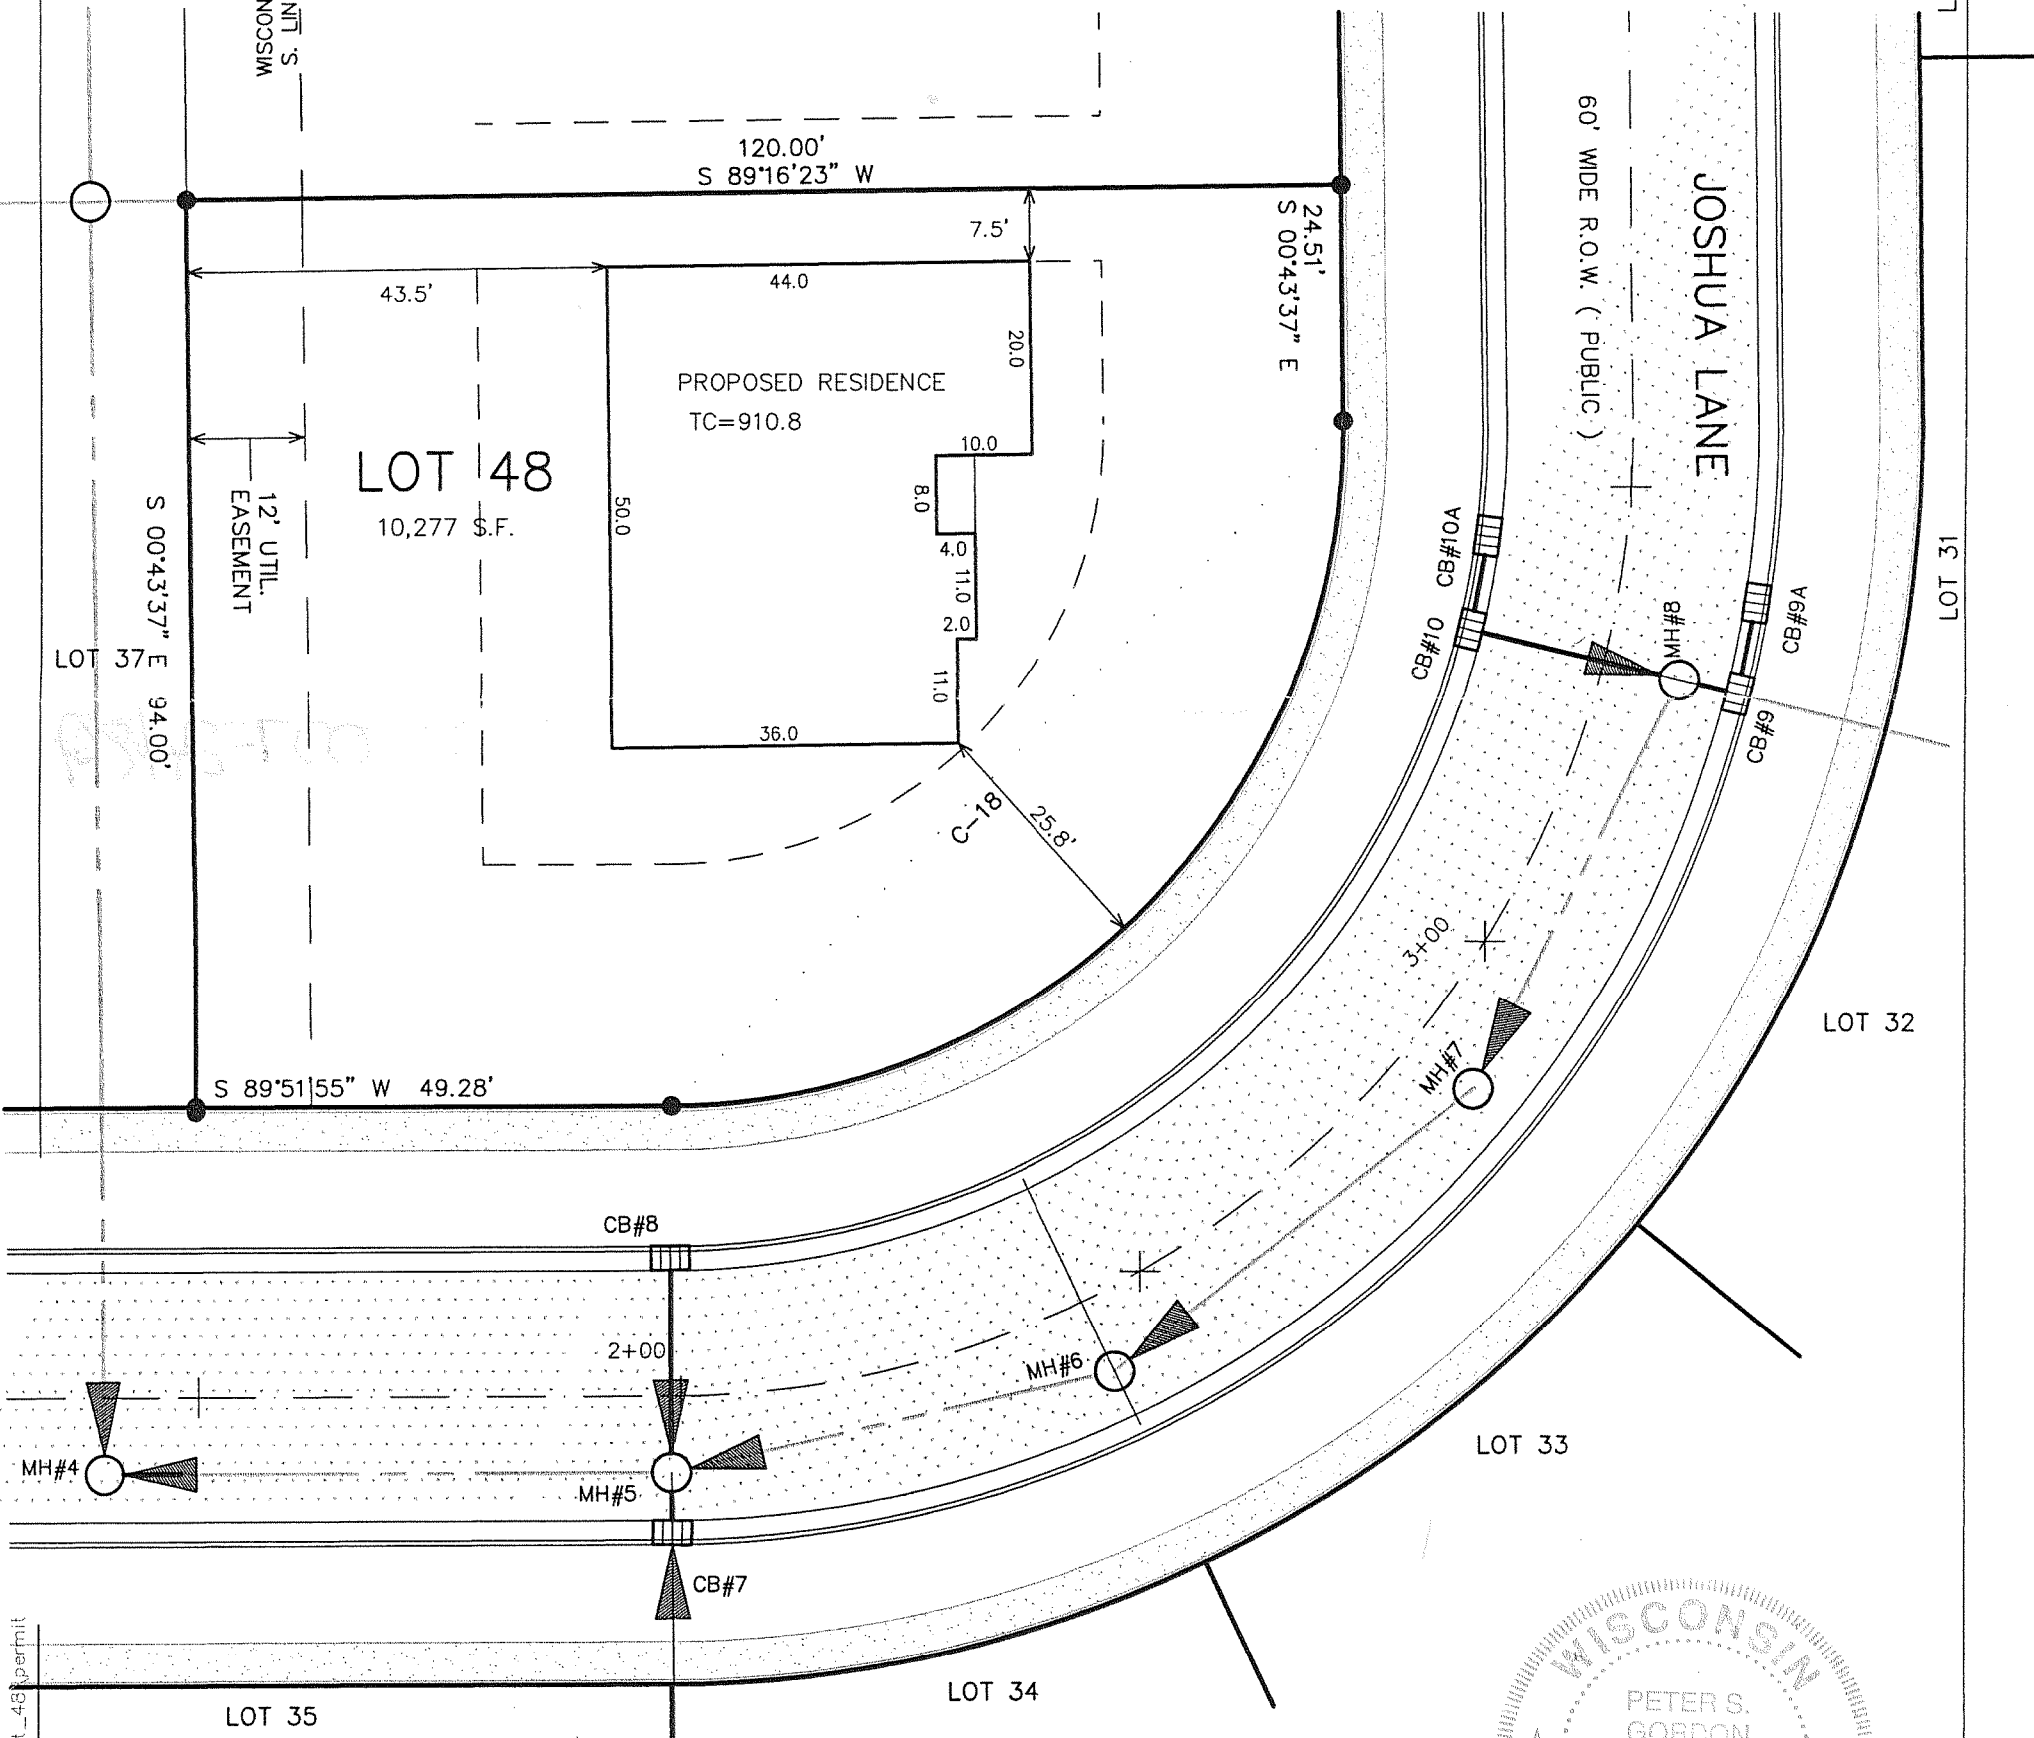 S. LIN
WISCON
120.00'
S 89°16'23" W
7.5'
24.51'
S 00°43'37" E
60' WIDE R.O.W. ( PUBLIC )
JOSHUA LANE
43.5'
44.0
20.0
PROPOSED RESIDENCE
TC=910.8
10.0
8.0
4.0
11.0
2.0
11.0
36.0
50.0
LOT 48
10,277 S.F.
12' UTIL.
EASEMENT
S 00°43'37" E 94.00'
LOT 37
C-18
25.8'
CB#10A
CB#10
MH#8
CB#9A
CB#9
LOT 31
3+00
MH#7
LOT 32
S 89°51'55" W 49.28'
CB#8
2+00
MH#6
MH#4
MH#5
CB#7
LOT 33
LOT 34
LOT 35
t_48\permit
WISCONSIN
PETER S.
GORDON